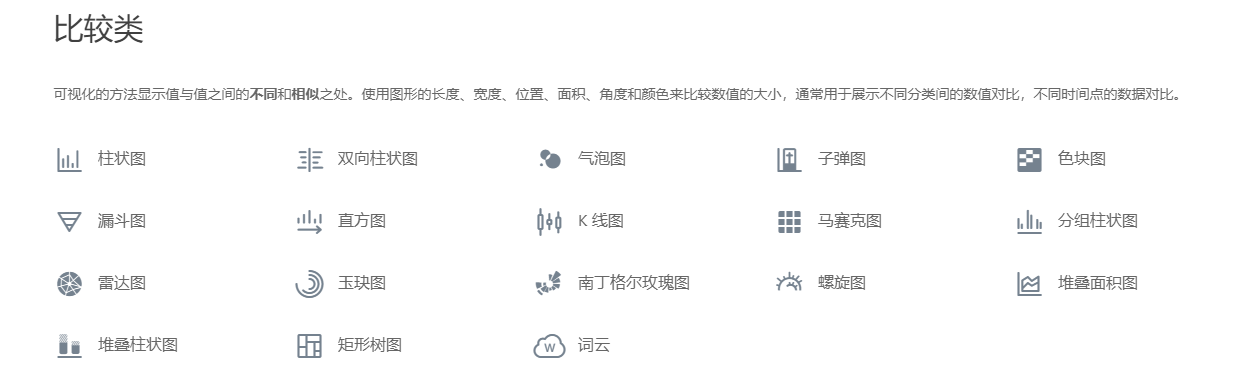 比较类
可视化的方法显示值与值之间的不同和相似之处。使用图形的长度、宽度、位置、面积、角度和颜色来比较数值的大小，通常用于展示不同分类间的数值对比，不同时间点的数据对比。
柱状图 双向柱状图 气泡图 子弹图 色块图
漏斗图 直方图 K 线图 马赛克图 分组柱状图
雷达图 玉玦图 南丁格尔玫瑰图 螺旋图 堆叠面积图
堆叠柱状图 矩形树图 W 词云